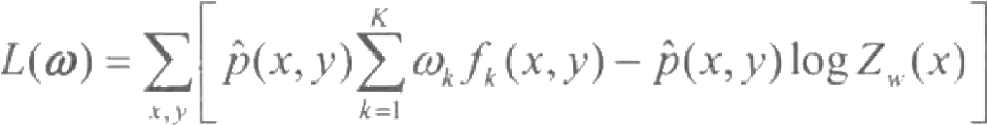 L(ω) = ∑_{x,y} [ p̂(x, y) ∑_{k=1}^{K} ω_k f_k(x, y) − p̂(x, y) log Z_w(x) ]